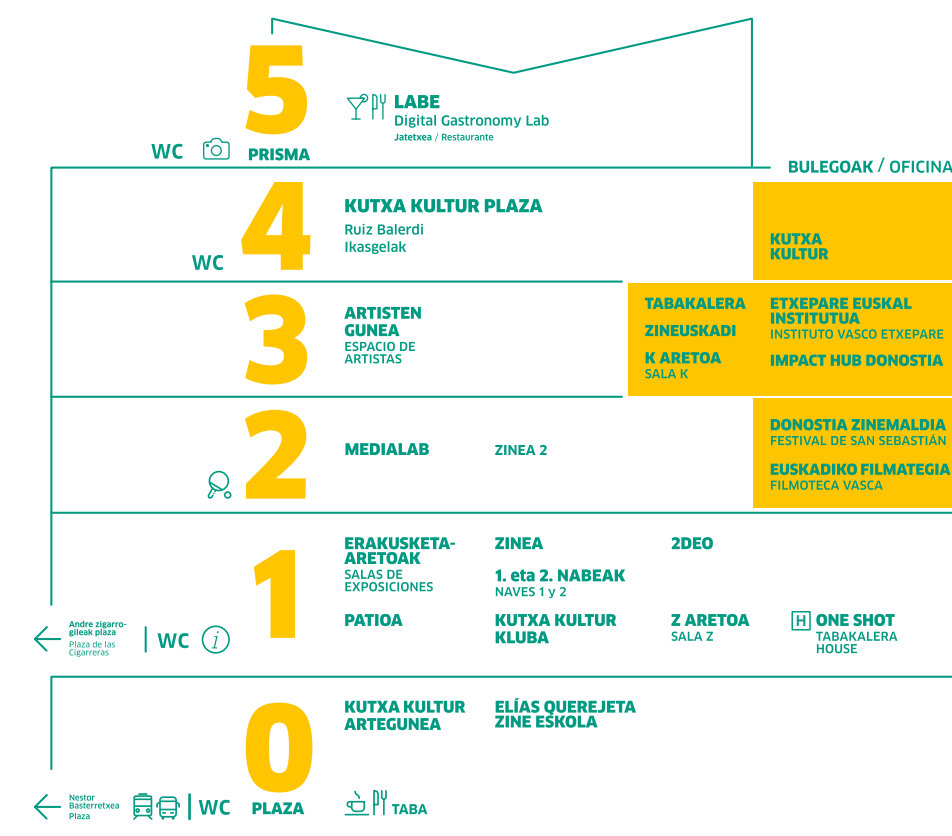 5
LABE
Digital Gastronomy Lab
Jatetxea / Restaurante
WC
PRISMA
BULEGOAK / OFICINA
4
WC
KUTXA KULTUR PLAZA
Ruiz Balerdi
Ikasgelak
KUTXA
KULTUR
3
ARTISTEN
GUNEA
ESPACIO DE
ARTISTAS
TABAKALERA
ZINEUSKADI
K ARETOA
SALA K
ETXEPARE EUSKAL
INSTITUTUA
INSTITUTO VASCO ETXEPARE
IMPACT HUB DONOSTIA
2
MEDIALAB
ZINEA 2
DONOSTIA ZINEMALDIA
FESTIVAL DE SAN SEBASTIÁN
EUSKADIKO FILMATEGIA
FILMOTECA VASCA
1
ERAKUSKETA-
ARETOAK
SALAS DE
EXPOSICIONES
ZINEA
2DEO
1. eta 2. NABEAK
NAVES 1 y 2
PATIOA
KUTXA KULTUR
KLUBA
Z ARETOA
SALA Z
H ONE SHOT
TABAKALERA
HOUSE
Andre zigarro-
gileak plaza
Plaza de las
Cigarreras
WC
i
0
KUTXA KULTUR
ARTEGUNEA
ELÍAS QUEREJETA
ZINE ESKOLA
Nestor
Basterretxea
Plaza
WC
PLAZA
TABA